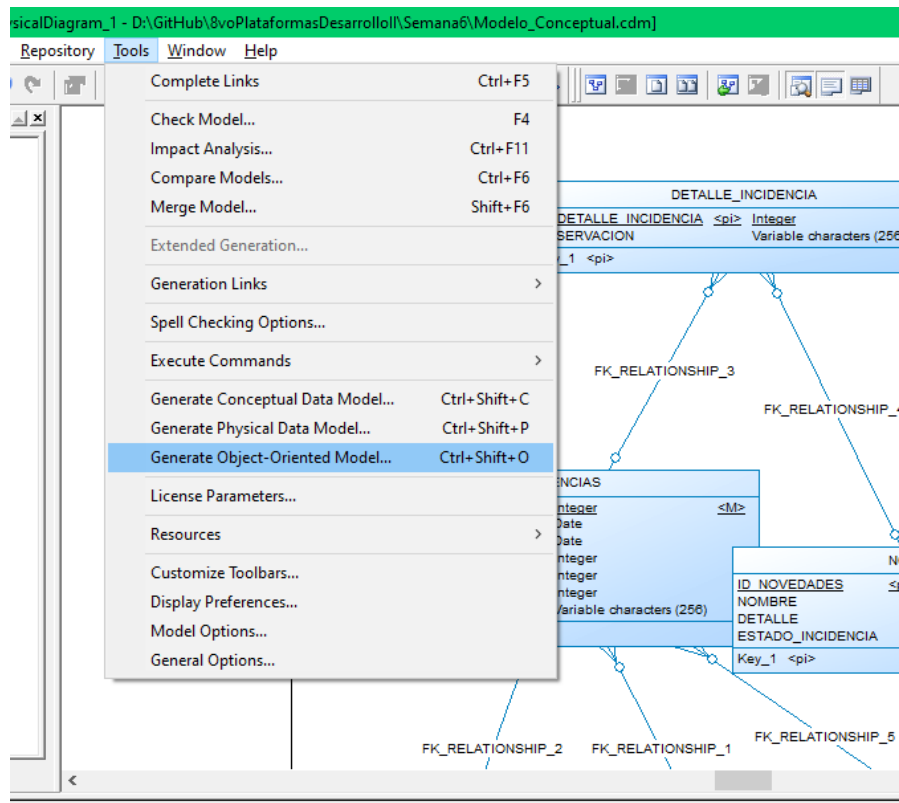 ysicalDiagram_1 - D:\GitHub\8voPlataformasDesarrolloII\Semana6\Modelo_Conceptual.cdm]
Repository Tools Window Help
Complete Links Ctrl+F5
Check Model... F4
Impact Analysis... Ctrl+F11
Compare Models... Ctrl+F6
Merge Model... Shift+F6
Extended Generation...
Generation Links
Spell Checking Options...
Execute Commands
Generate Conceptual Data Model... Ctrl+Shift+C
Generate Physical Data Model... Ctrl+Shift+P
Generate Object-Oriented Model... Ctrl+Shift+O
License Parameters...
Resources
Customize Toolbars...
Display Preferences...
Model Options...
General Options...
DETALLE_INCIDENCIA
DETALLE_INCIDENCIA <pi> Integer
SERVACION Variable characters (256
_1 <pi>
FK_RELATIONSHIP_3
FK_RELATIONSHIP_4
ENCIAS
nteger <M>
Date
Date
nteger
nteger
nteger
Variable characters (256)
N
ID_NOVEDADES <p
NOMBRE
DETALLE
ESTADO_INCIDENCIA
Key_1 <pi>
FK_RELATIONSHIP_2
FK_RELATIONSHIP_1
FK_RELATIONSHIP_5